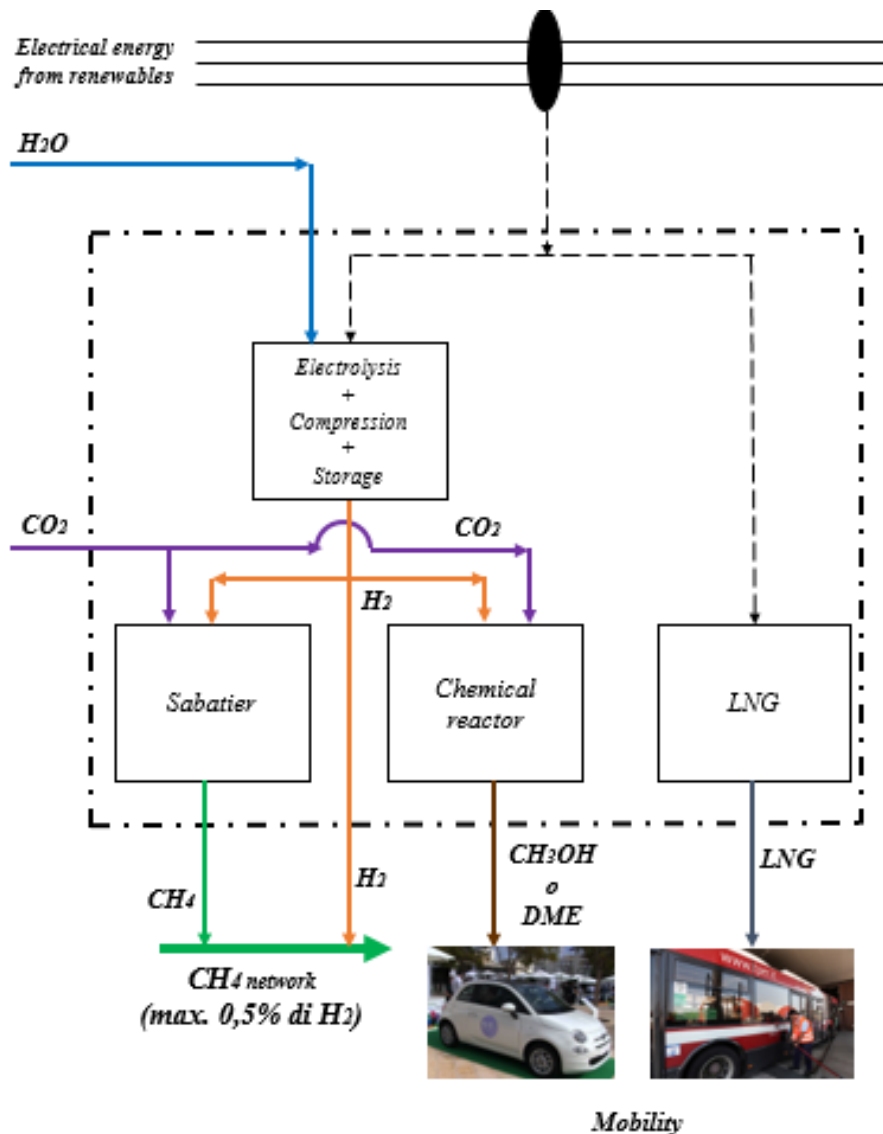 Electrical energy
from renewables
H₂O
Electrolysis
+
Compression
+
Storage
CO₂
CO₂
H₂
Sabatier
Chemical
reactor
LNG
CH₄
H₂
CH₃OH
o
DME
LNG
CH₄ network
(max. 0,5% di H₂)
Mobility